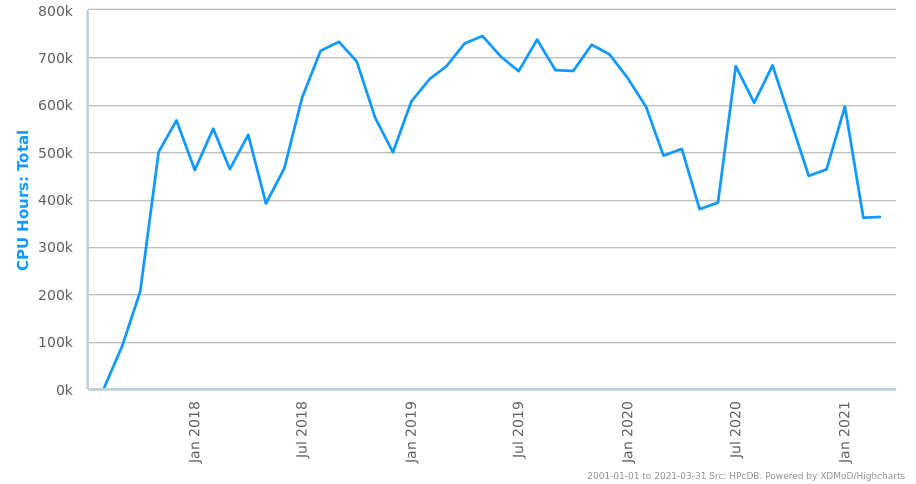 800k
700k
600k
500k
400k
300k
200k
100k
0k
CPU Hours: Total
Jan 2018
Jul 2018
Jan 2019
Jul 2019
Jan 2020
Jul 2020
Jan 2021
2001-01-01 to 2021-03-31 Src: HPcDB. Powered by XDMoD/Highcharts